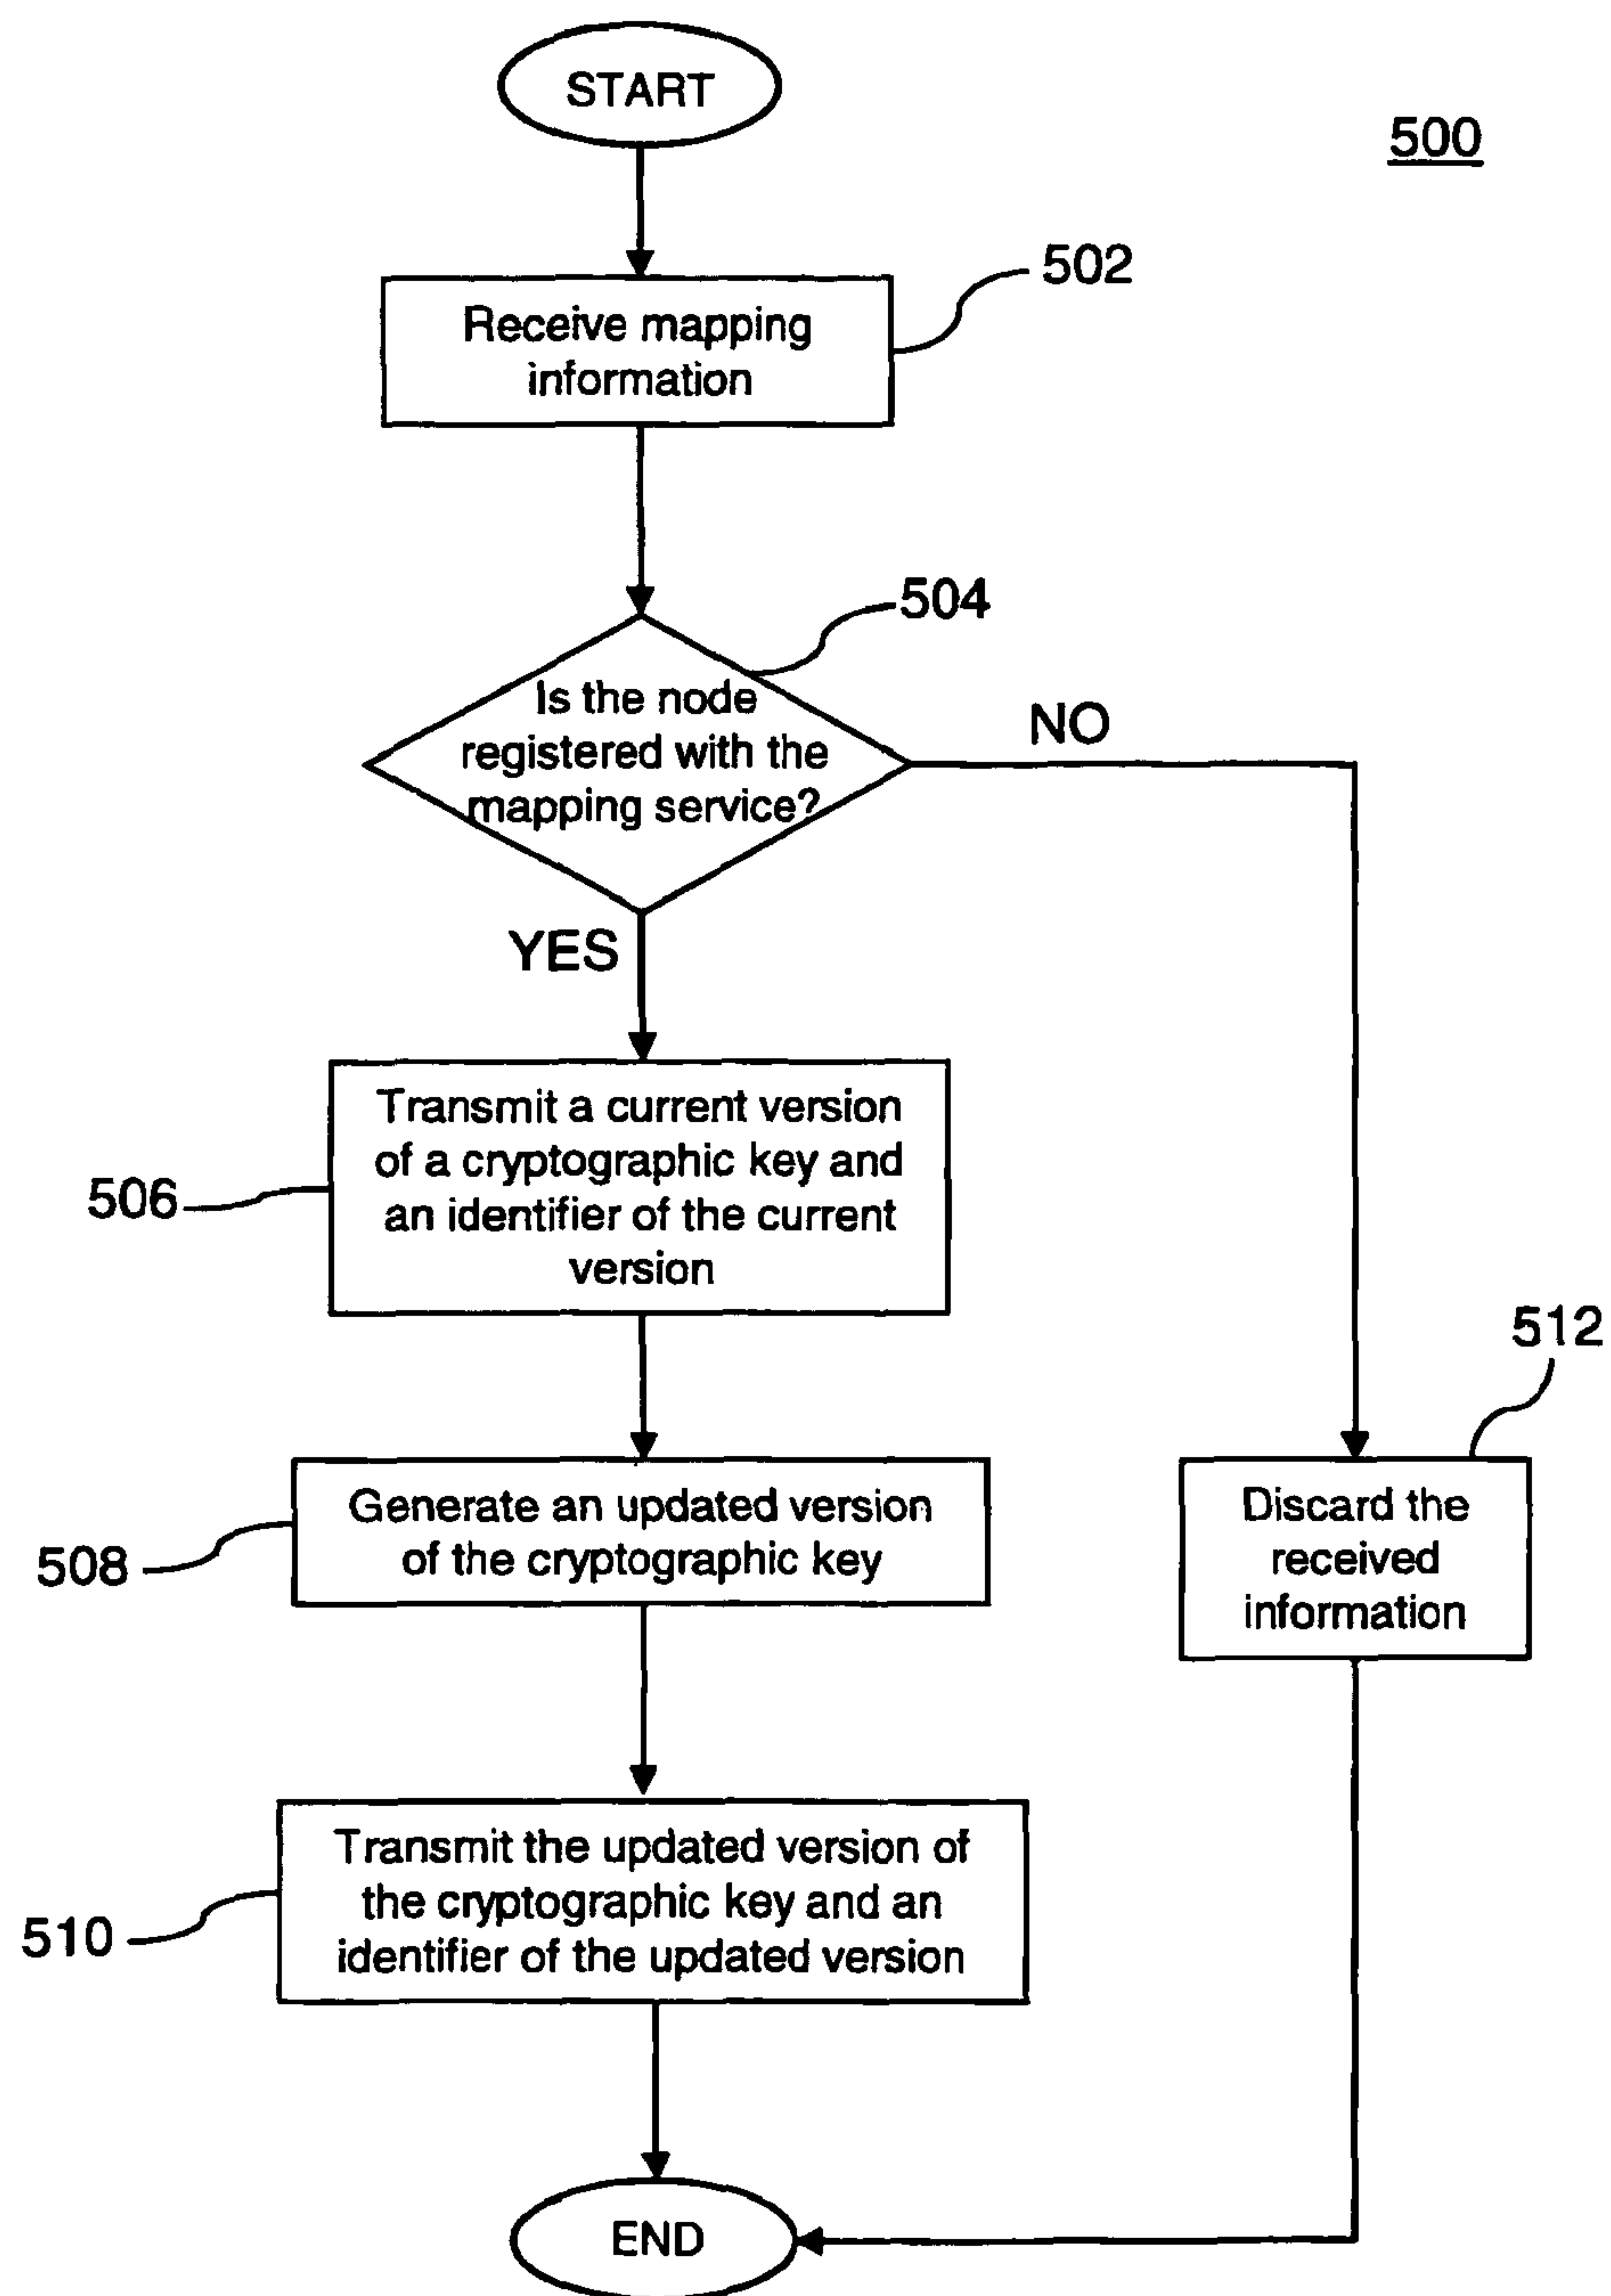 START
500
502
Receive mapping
information
504
Is the node
registered with the
mapping service?
NO
YES
506
Transmit a current version
of a cryptographic key and
an identifier of the current
version
512
508
Generate an updated version
of the cryptographic key
Discard the
received
information
510
Transmit the updated version of
the cryptographic key and an
identifier of the updated version
END